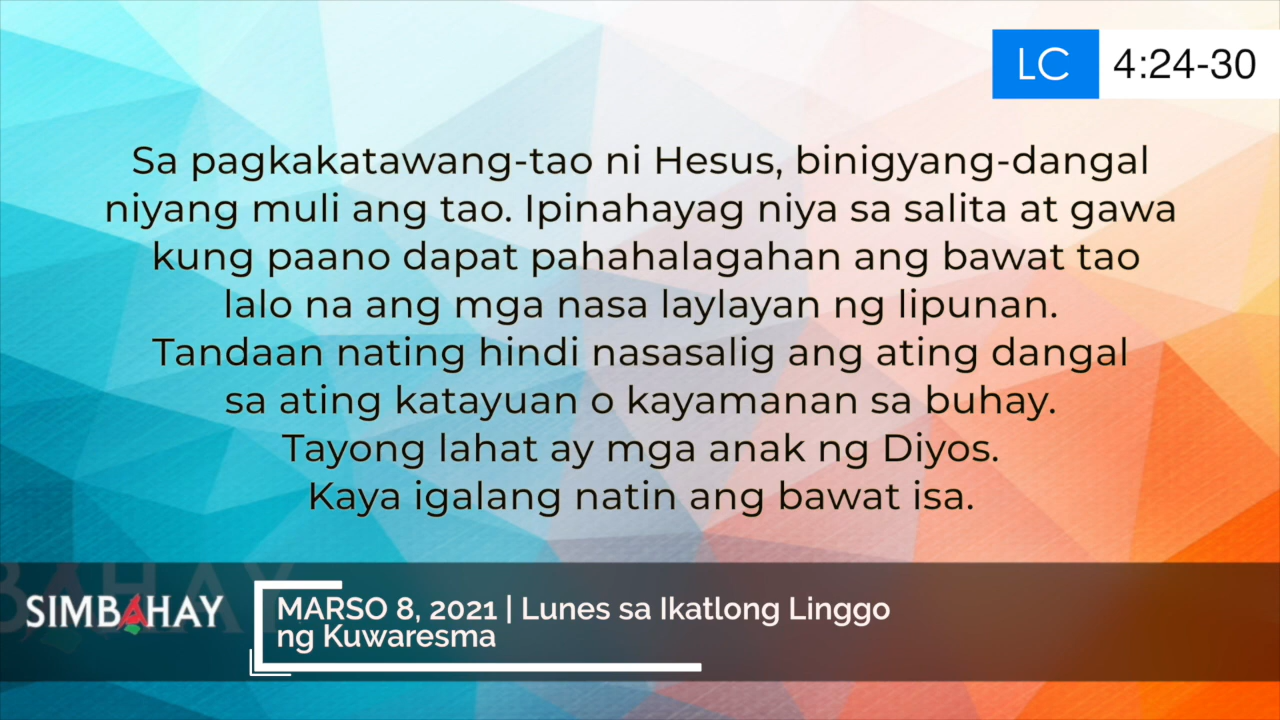 LC 4:24-30
Sa pagkakatawang-tao ni Hesus, binigyang-dangal
niyang muli ang tao. Ipinahayag niya sa salita at gawa
kung paano dapat pahahalagahan ang bawat tao
lalo na ang mga nasa laylayan ng lipunan.
Tandaan nating hindi nasasalig ang ating dangal
sa ating katayuan o kayamanan sa buhay.
Tayong lahat ay mga anak ng Diyos.
Kaya igalang natin ang bawat isa.
SIMBAHAY
MARSO 8, 2021 | Lunes sa Ikatlong Linggo
ng Kuwaresma